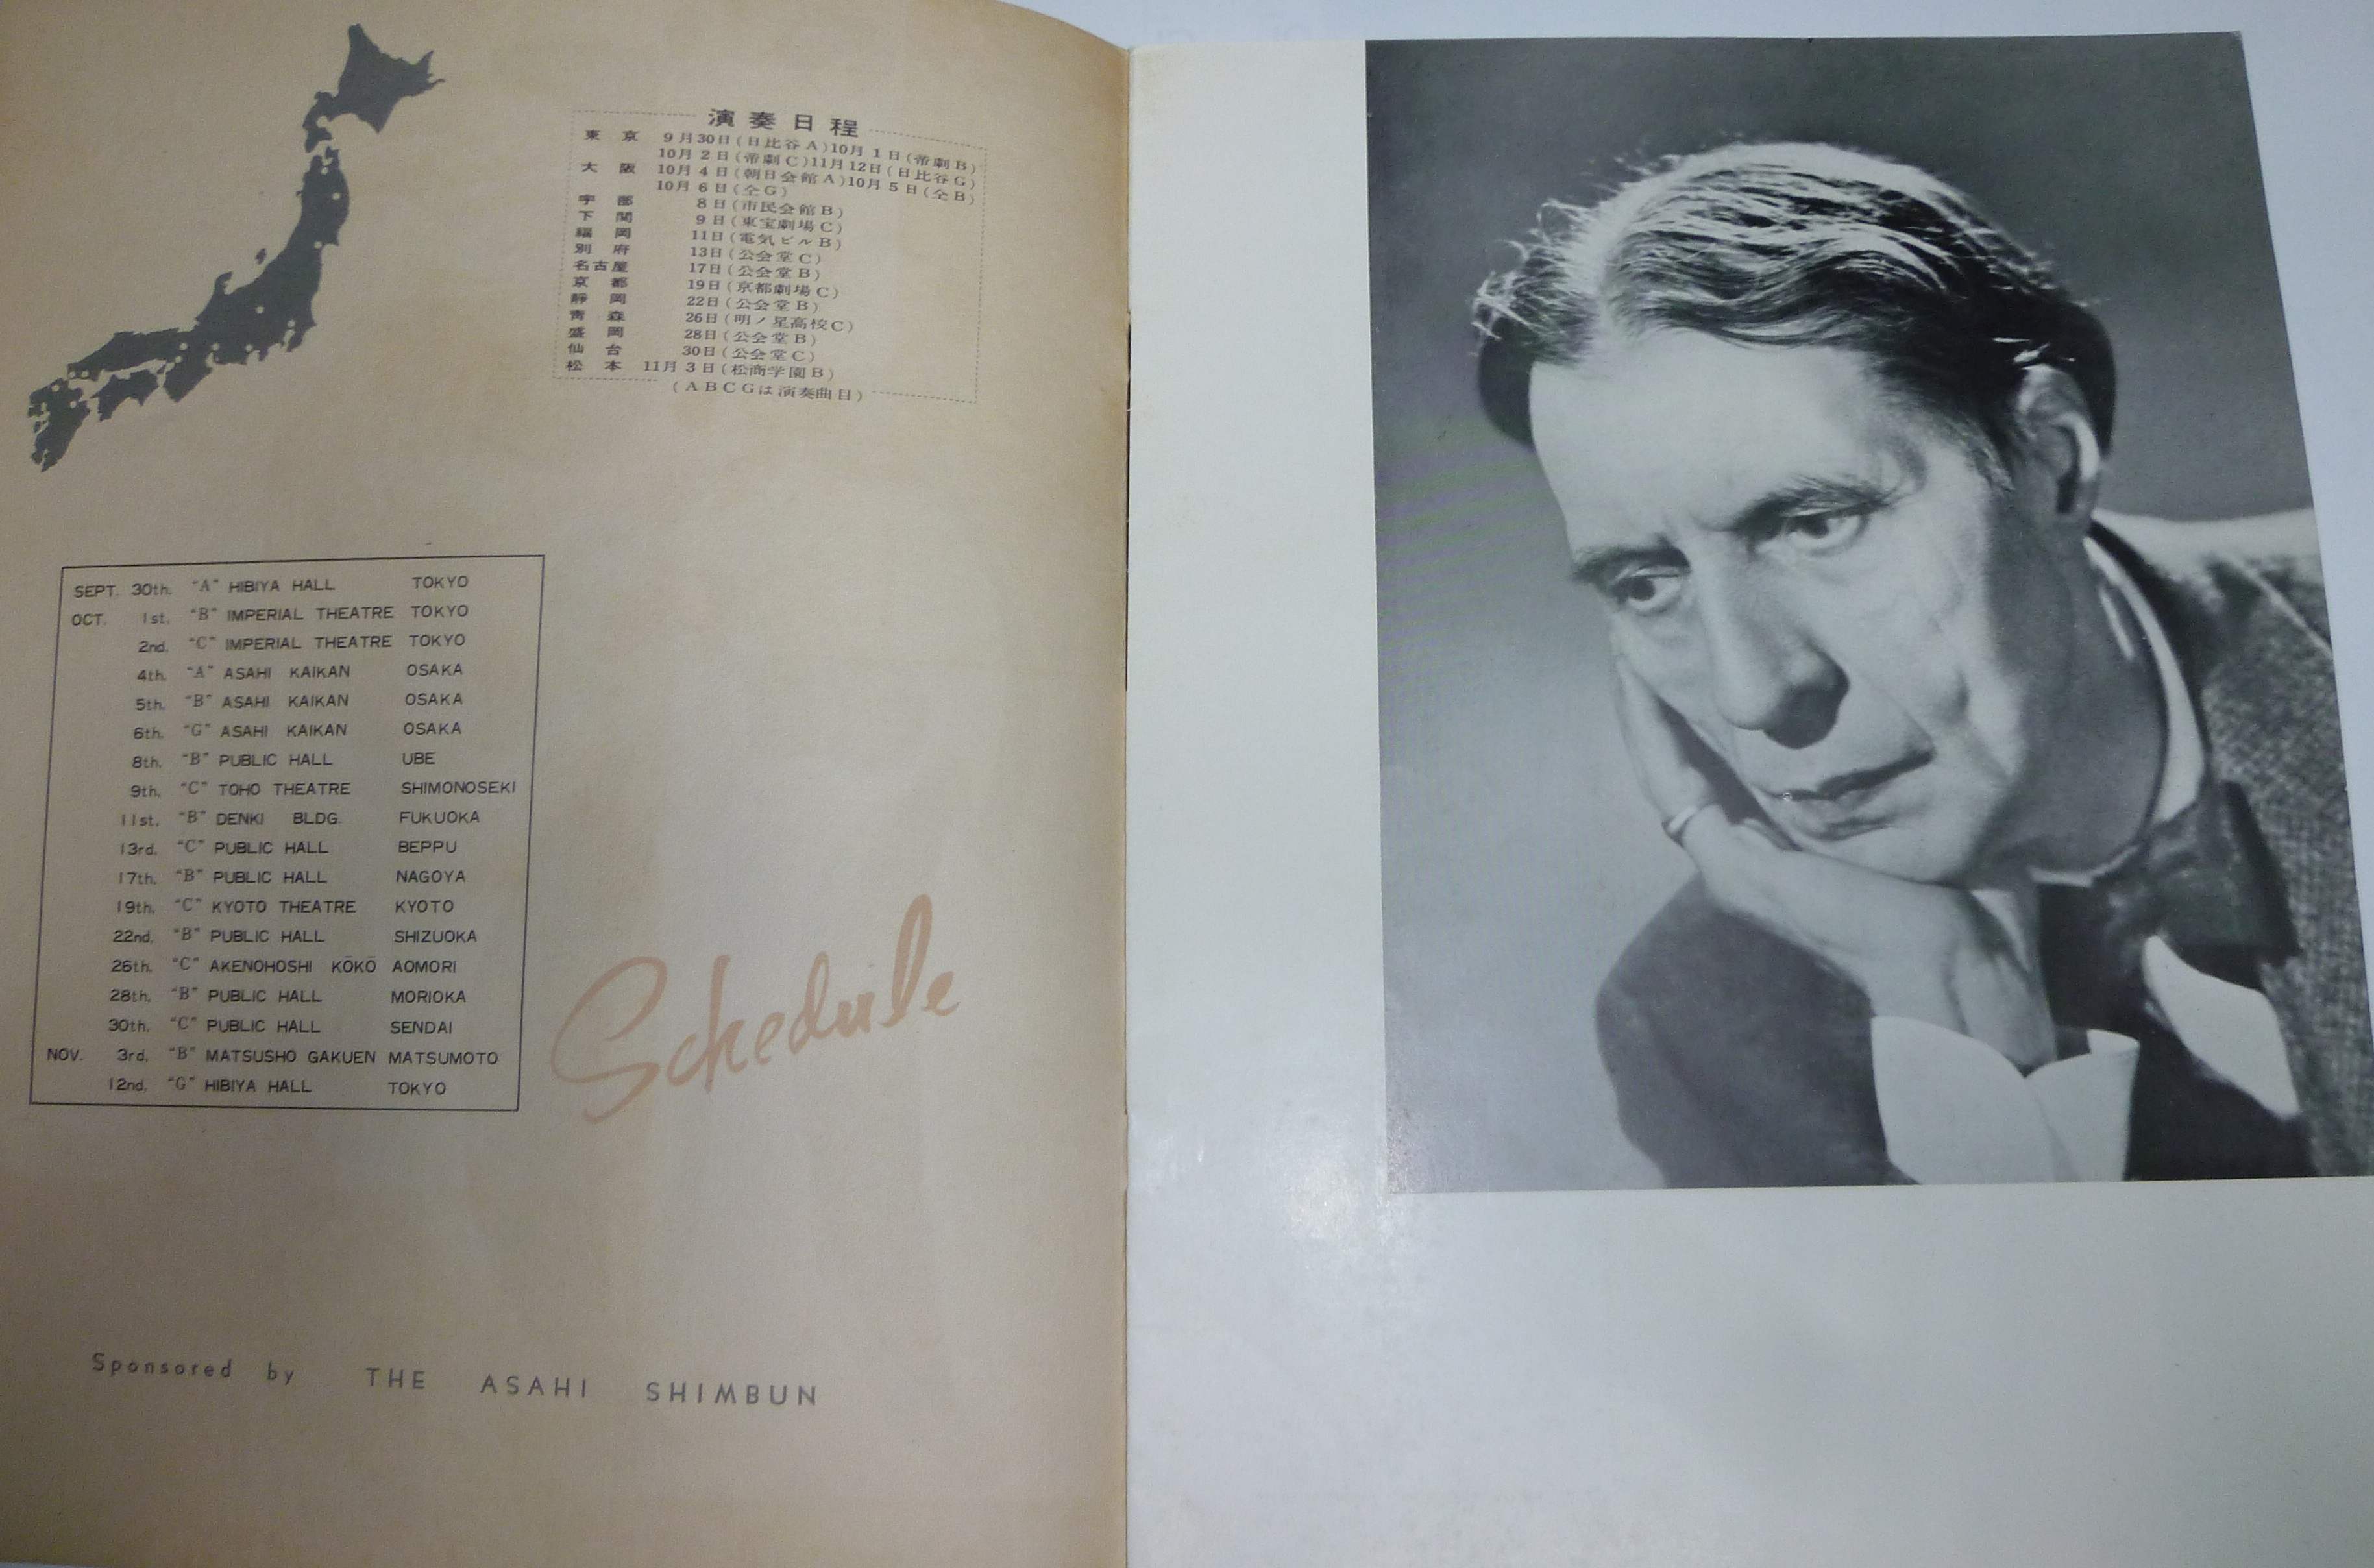 演奏日程
東京 9月30日(日比谷A)10月1日(帝劇B)
10月2日(帝劇C)11月12日(日比谷G)
大阪 10月4日(朝日会館A)10月5日(仝B)
10月6日(仝G)
宇部 8日(市民会館B)
下関 9日(東宝劇場C)
福岡 11日(電気ビルB)
別府 13日(公会堂C)
名古屋 17日(公会堂B)
京都 19日(京都劇場C)
静岡 22日(公会堂B)
青森 26日(明ノ星高校C)
盛岡 28日(公会堂B)
仙台 30日(公会堂C)
松本 11月3日(松商学園B)
(ABCGは演奏曲目)
SEPT. 30th. "A" HIBIYA HALL TOKYO
OCT. 1st. "B" IMPERIAL THEATRE TOKYO
2nd. "C" IMPERIAL THEATRE TOKYO
4th. "A" ASAHI KAIKAN OSAKA
5th. "B" ASAHI KAIKAN OSAKA
6th. "G" ASAHI KAIKAN OSAKA
8th. "B" PUBLIC HALL UBE
9th. "C" TOHO THEATRE SHIMONOSEKI
11st. "B" DENKI BLDG. FUKUOKA
13rd. "C" PUBLIC HALL BEPPU
17th. "B" PUBLIC HALL NAGOYA
19th. "C" KYOTO THEATRE KYOTO
22nd. "B" PUBLIC HALL SHIZUOKA
26th. "C" AKENOHOSHI KŌKŌ AOMORI
28th. "B" PUBLIC HALL MORIOKA
30th. "C" PUBLIC HALL SENDAI
NOV. 3rd. "B" MATSUSHO GAKUEN MATSUMOTO
12nd. "G" HIBIYA HALL TOKYO
Schedule
Sponsored by THE ASAHI SHIMBUN